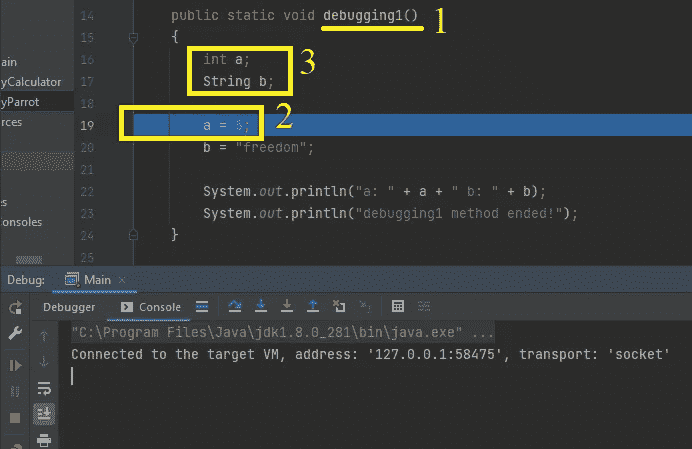 14 public static void debugging1() 1
15 {
ain 16 int a; 3
yCalculator 17 String b;
yParrot 18
rces 19 a = 5; 2
20 b = "freedom";
21
es 22 System.out.println("a: " + a + " b: " + b);
Consoles 23 System.out.println("debugging1 method ended!");
24 }
Debug: Main ×
Debugger Console
"C:\Program Files\Java\jdk1.8.0_281\bin\java.exe" ...
Connected to the target VM, address: '127.0.0.1:58475', transport: 'socket'